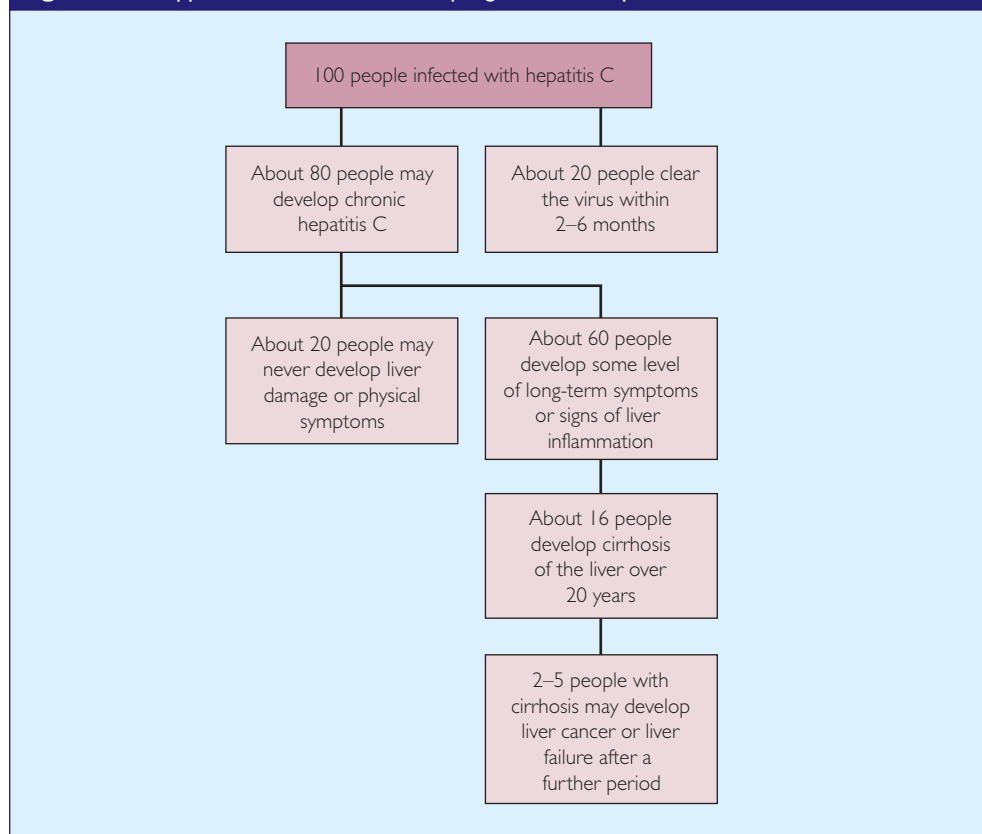 100 people infected with hepatitis C
About 80 people may
develop chronic
hepatitis C
About 20 people clear
the virus within
2–6 months
About 20 people may
never develop liver
damage or physical
symptoms
About 60 people
develop some level
of long-term symptoms
or signs of liver
inflammation
About 16 people
develop cirrhosis
of the liver over
20 years
2–5 people with
cirrhosis may develop
liver cancer or liver
failure after a
further period